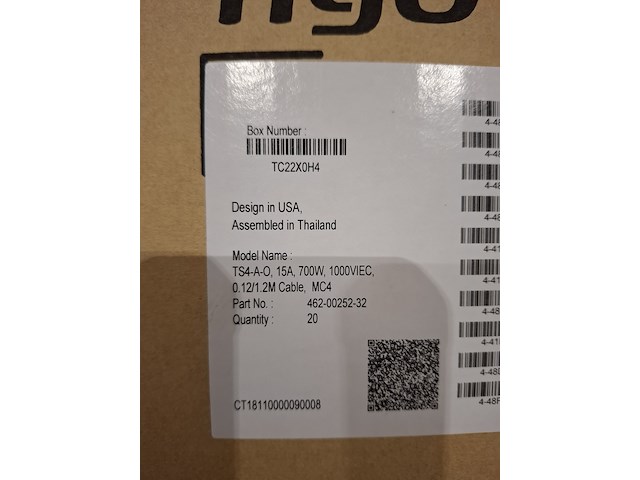 Box Number :
TC22X0H4
Design in USA,
Assembled in Thailand
Model Name :
TS4-A-O, 15A, 700W, 1000VIEC,
0.12/1.2M Cable, MC4
Part No. : 462-00252-32
Quantity : 20
CT18110000090008